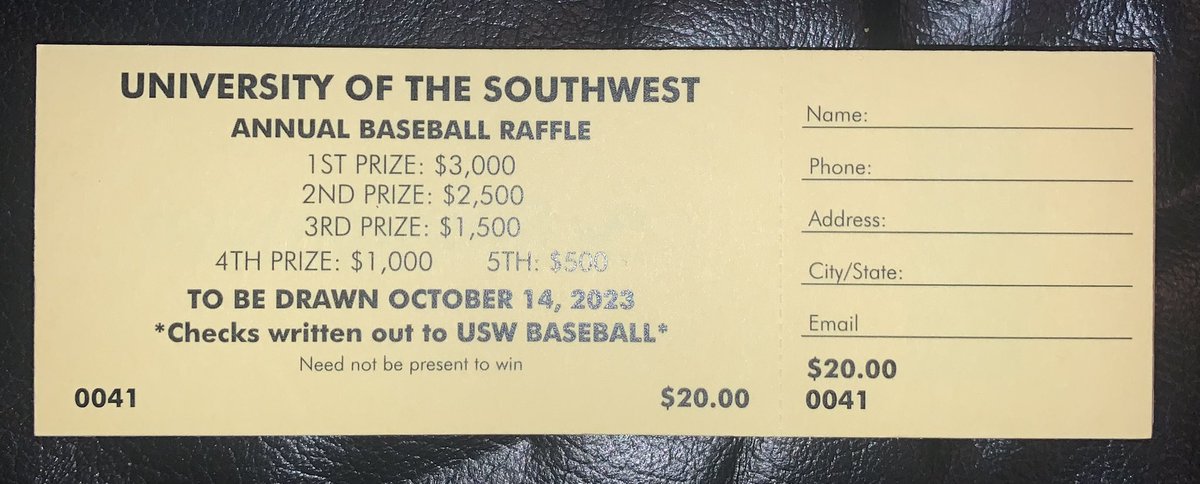 UNIVERSITY OF THE SOUTHWEST
ANNUAL BASEBALL RAFFLE
1ST PRIZE: $3,000
2ND PRIZE: $2,500
3RD PRIZE: $1,500
4TH PRIZE: $1,000 5TH: $500
TO BE DRAWN OCTOBER 14, 2023
*Checks written out to USW BASEBALL*
Need not be present to win
0041 $20.00
Name:
Phone:
Address:
City/State:
Email
$20.00
0041